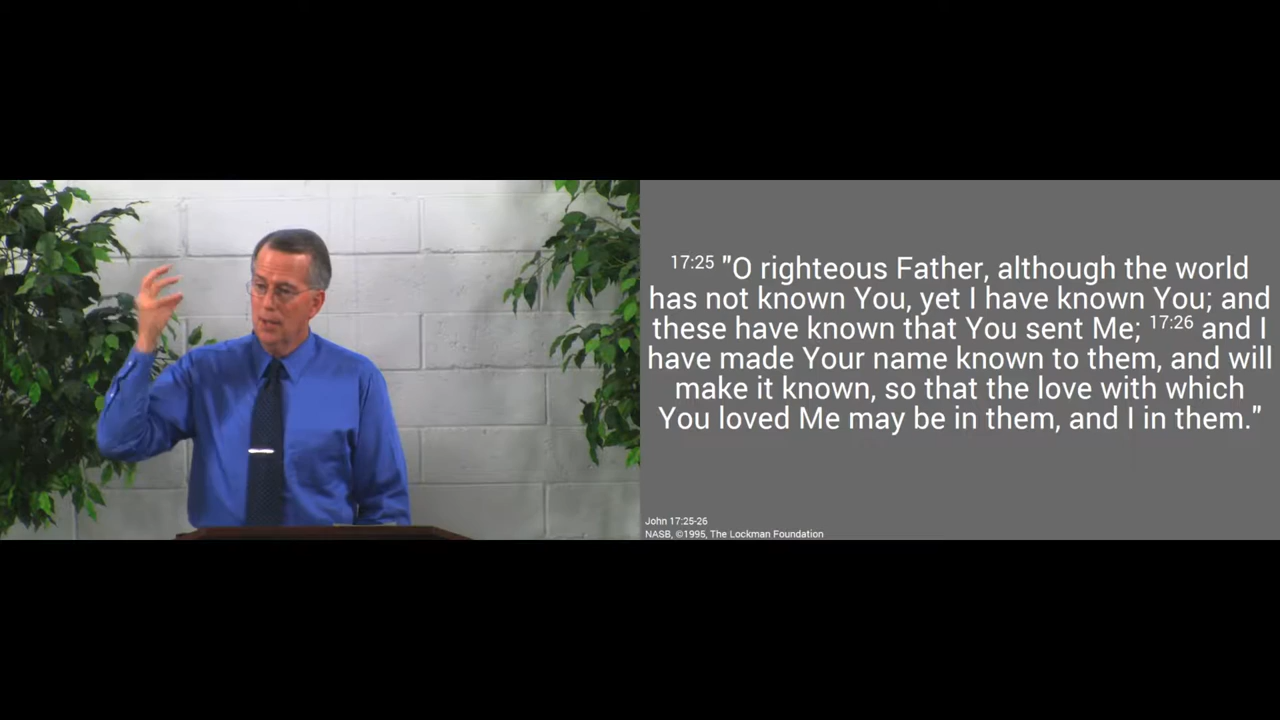 17:25 "O righteous Father, although the world
has not known You, yet I have known You; and
these have known that You sent Me; 17:26 and I
have made Your name known to them, and will
make it known, so that the love with which
You loved Me may be in them, and I in them."
John 17:25-26
NASB, ©1995, The Lockman Foundation